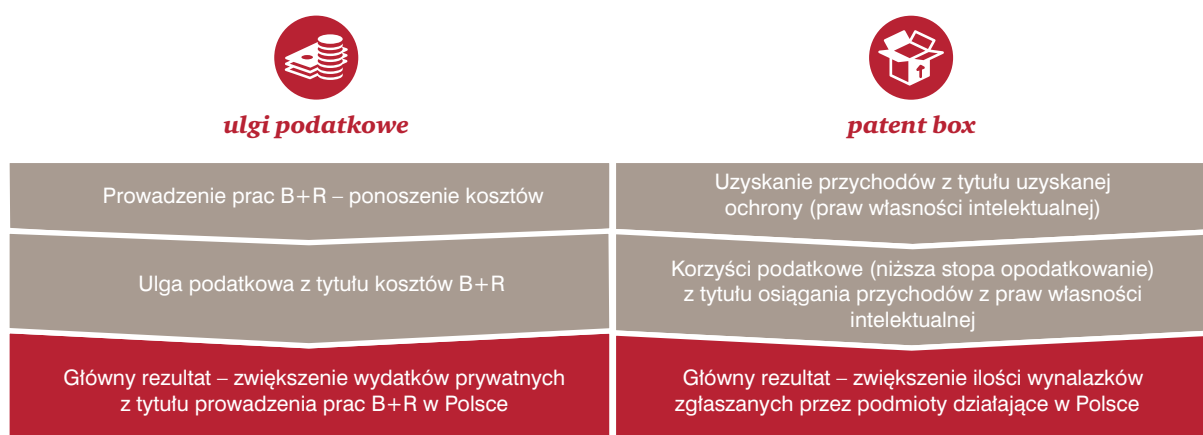 ulgi podatkowe
Prowadzenie prac B+R – ponoszenie kosztów
Ulga podatkowa z tytułu kosztów B+R
Główny rezultat – zwiększenie wydatków prywatnych
z tytułu prowadzenia prac B+R w Polsce
patent box
Uzyskanie przychodów z tytułu uzyskanej
ochrony (praw własności intelektualnej)
Korzyści podatkowe (niższa stopa opodatkowanie)
z tytułu osiągania przychodów z praw własności
intelektualnej
Główny rezultat – zwiększenie ilości wynalazków
zgłaszanych przez podmioty działające w Polsce